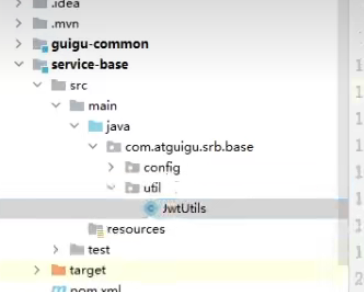 .idea
.mvn
guigu-common
service-base
src
main
java
com.atguigu.srb.base
config
util
JwtUtils
resources
test
target
pom.xml